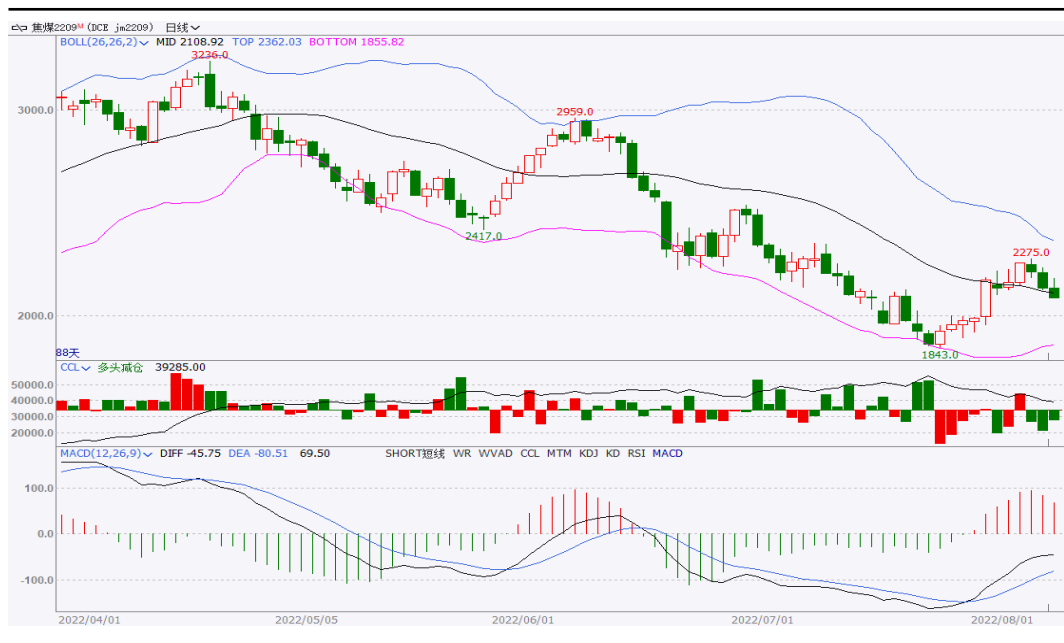 焦煤2209M (DCE jm2209) 日线
BOLL(26,26,2) MID 2108.92 TOP 2362.03 BOTTOM 1855.82
3236.0
3000.0
2959.0
2417.0
2275.0
2000.0
1843.0
88天
CCL 多头减仓 39285.00
50000.0
40000.0
30000.0
20000.0
MACD(12,26,9) DIFF -45.75 DEA -80.51 69.50 SHORT短线 WR WVAD CCL MTM KDJ KD RSI MACD
100.0
0.0
-100.0
2022/04/01 2022/05/05 2022/06/01 2022/07/01 2022/08/01